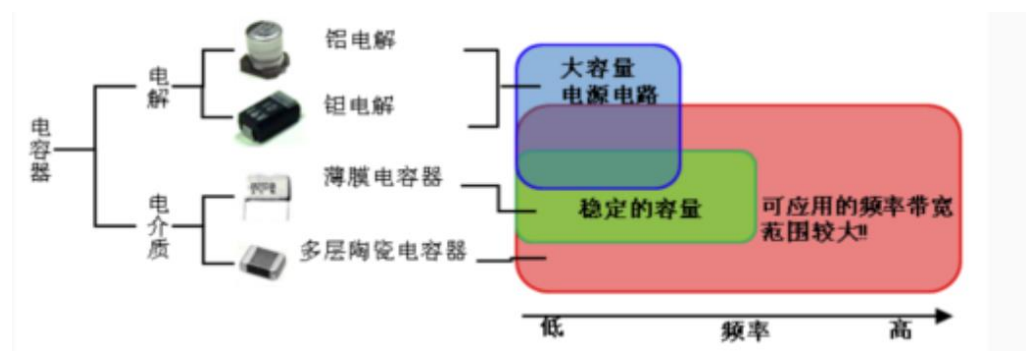 电容器
电解
铝电解
钽电解
电介质
薄膜电容器
多层陶瓷电容器
大容量
电源电路
稳定的容量
可应用的频率带宽
范围较大!!
低
频率
高